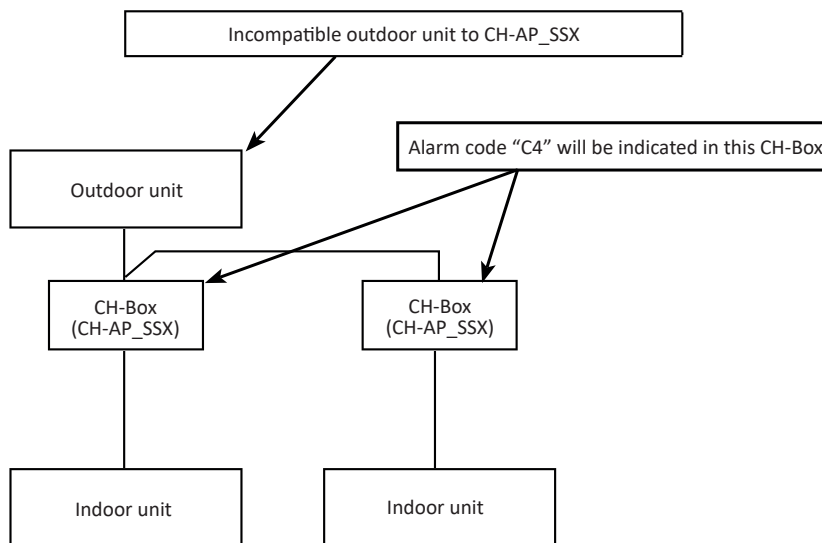 Incompatible outdoor unit to CH-AP_SSX
Alarm code “C4” will be indicated in this CH-Box
Outdoor unit
CH-Box
(CH-AP_SSX)
CH-Box
(CH-AP_SSX)
Indoor unit
Indoor unit